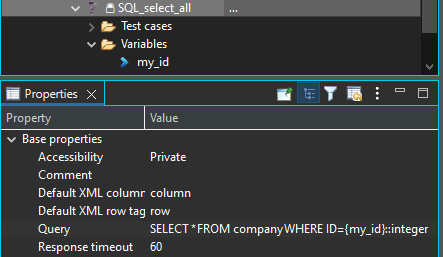 SQL_select_all ...
Test cases
Variables
my_id
Properties
Property Value
Base properties
Accessibility Private
Comment
Default XML column column
Default XML row tag row
Query SELECT * FROM company WHERE ID={my_id}::integer
Response timeout 60